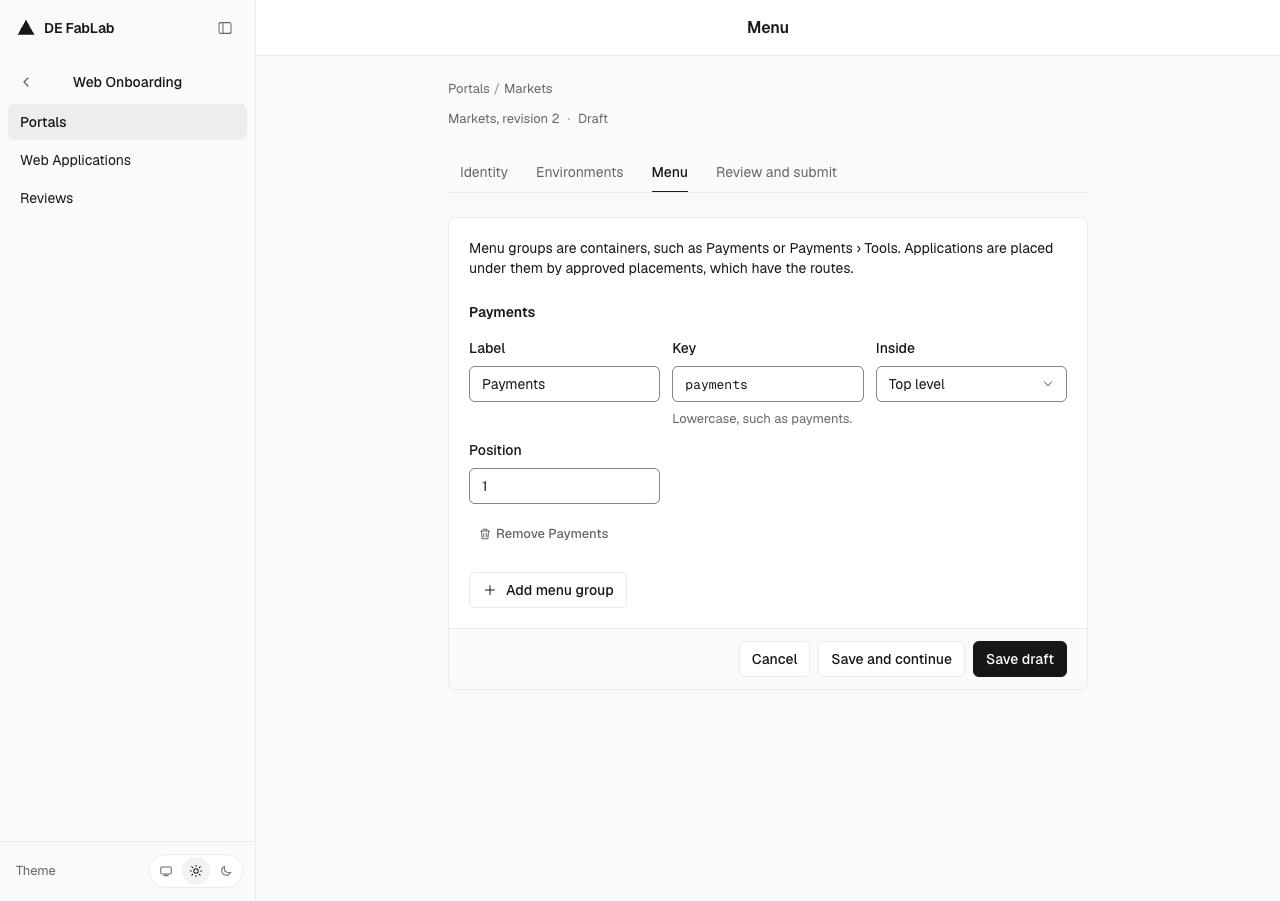 DE FabLab
Menu
Web Onboarding
Portals
Web Applications
Reviews
Portals / Markets
Markets, revision 2 · Draft
Identity Environments Menu Review and submit
Menu groups are containers, such as Payments or Payments › Tools. Applications are placed
under them by approved placements, which have the routes.
Payments
Label Key Inside
Payments payments Top level
Lowercase, such as payments.
Position
1
Remove Payments
Add menu group
Cancel Save and continue Save draft
Theme